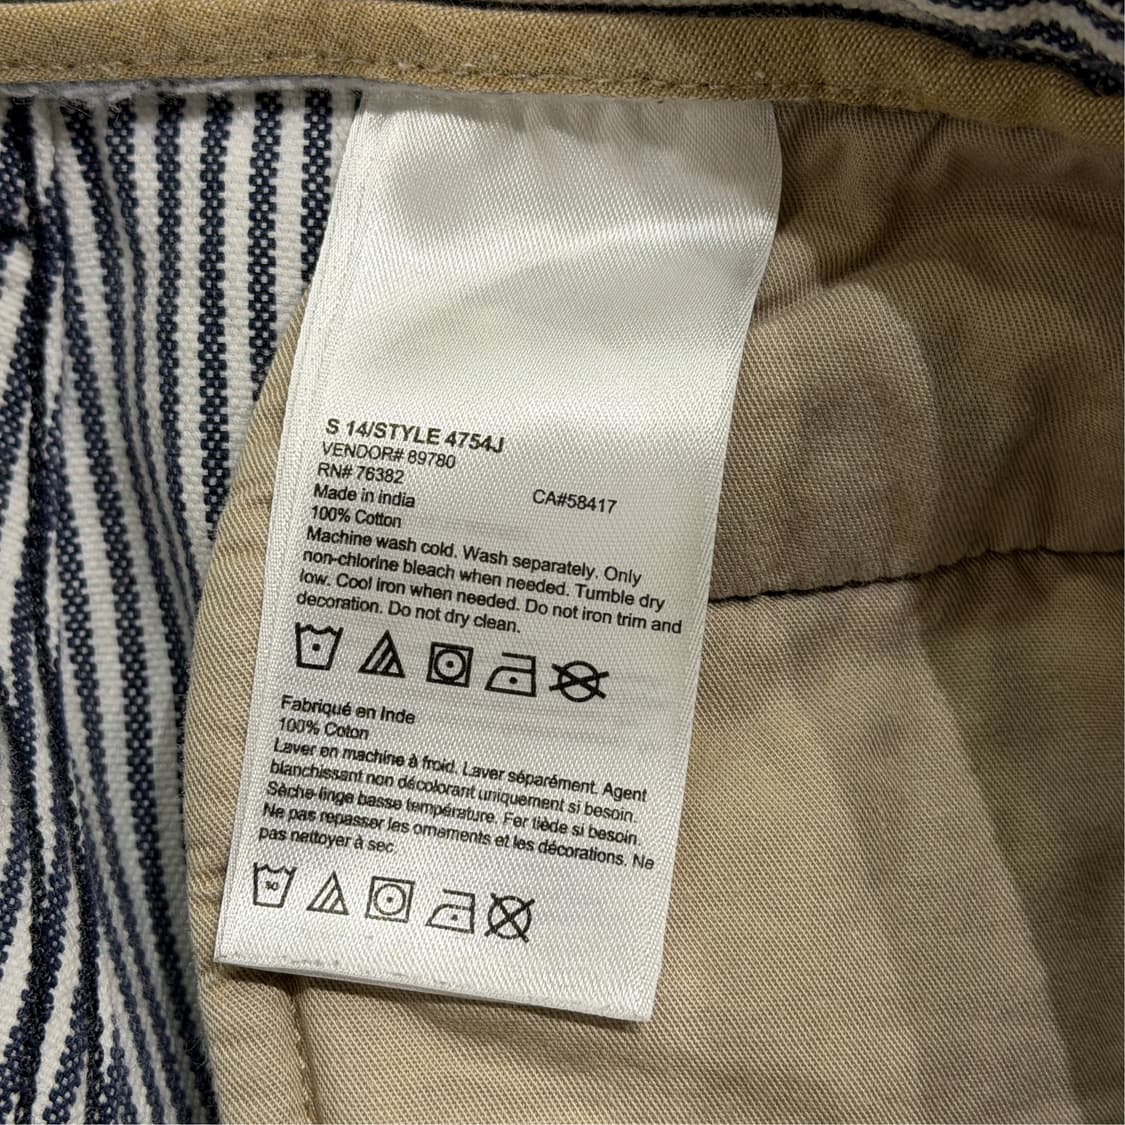 S 14/STYLE 4754J
VENDOR# 89780
RN# 76382
Made in india CA#58417
100% Cotton
Machine wash cold. Wash separately. Only
non-chlorine bleach when needed. Tumble dry
low. Cool iron when needed. Do not iron trim and
decoration. Do not dry clean.
Fabriqué en Inde
100% Coton
Laver en machine à froid. Laver séparément. Agent
blanchissant non décolorant uniquement si besoin.
Sèche-linge basse température. Fer tiède si besoin.
Ne pas repasser les ornements et les décorations. Ne
pas nettoyer à sec.